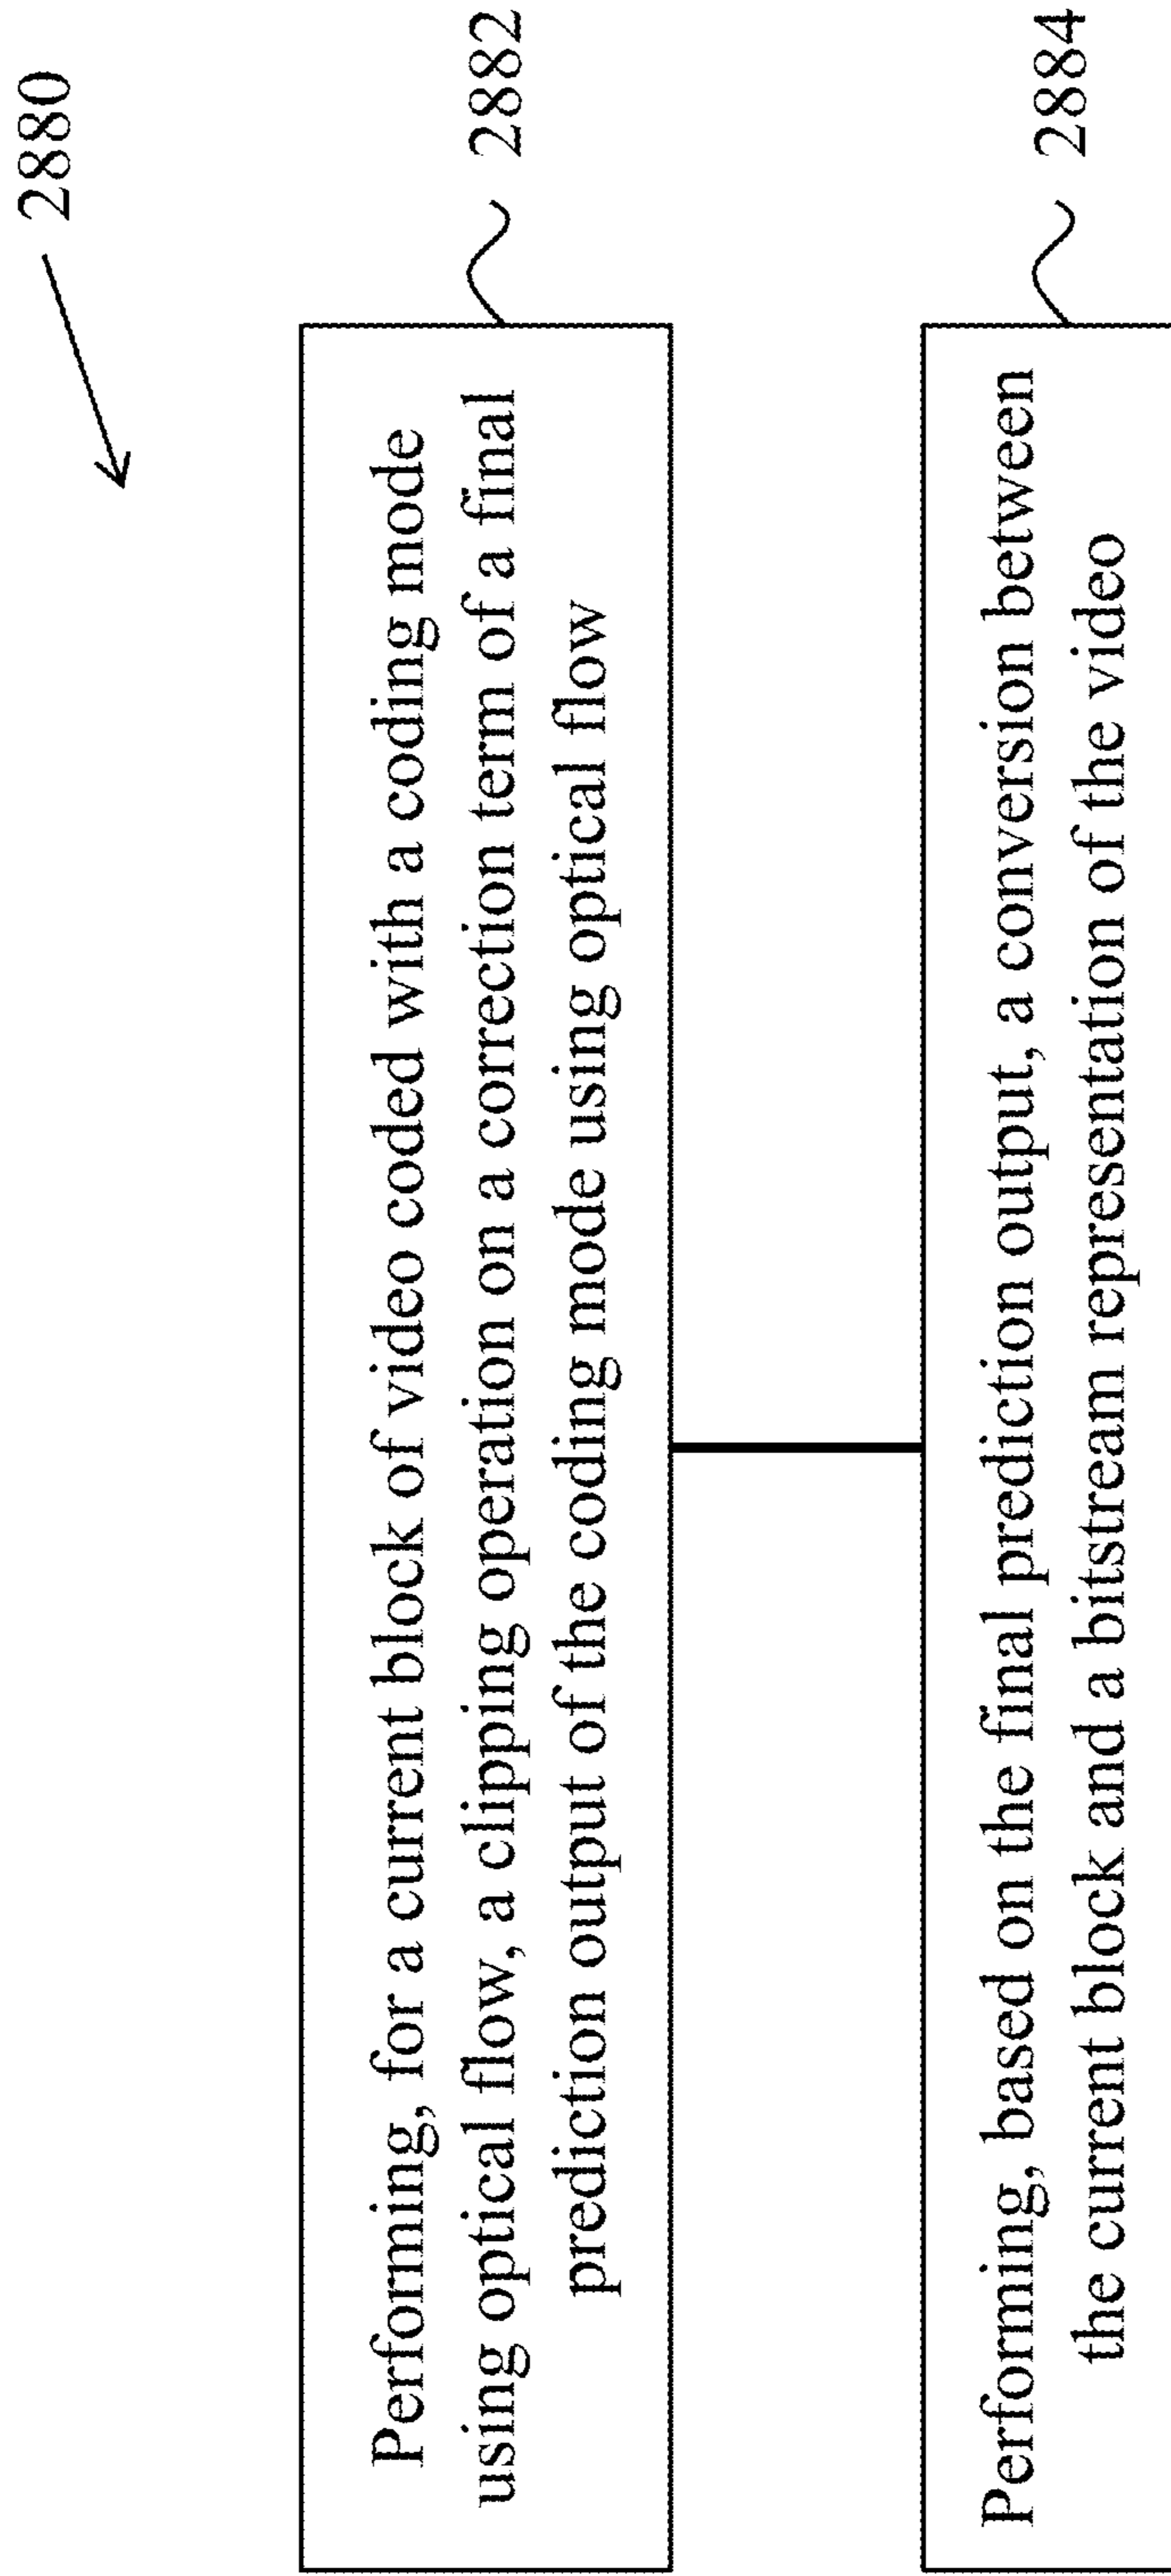 2880
Performing, for a current block of video coded with a coding mode
using optical flow, a clipping operation on a correction term of a final
prediction output of the coding mode using optical flow
2882
Performing, based on the final prediction output, a conversion between
the current block and a bitstream representation of the video
2884